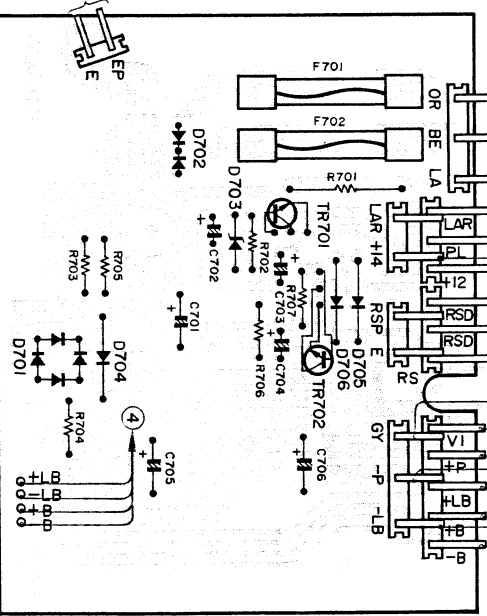 E
EP
F701
OR
F702
BE
D702
R701
LA
D703
TR701
LAR
+14
LAR
PL
+12
C702
R702
R703
R705
C701
C703
R707
RSP
E
RSD
RSD
RS
D701
D704
R706
C704
TR702
D706
D705
R704
4
C705
C706
GY
-P
-LB
V1
+P
+LB
+B
-B
+LB
-LB
+B
-B